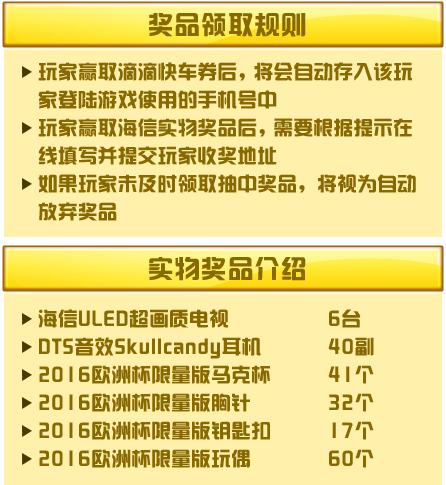 奖品领取规则
玩家赢取滴滴快车券后，将会自动存入该玩
家登陆游戏使用的手机号中
玩家赢取海信实物奖品后，需要根据提示在
线填写并提交玩家收奖地址
如果玩家未及时领取抽中奖品，将视为自动
放弃奖品
实物奖品介绍
海信ULED超画质电视 6台
DTS音效Skullcandy耳机 40副
2016欧洲杯限量版马克杯 41个
2016欧洲杯限量版胸针 32个
2016欧洲杯限量版钥匙扣 17个
2016欧洲杯限量版玩偶 60个